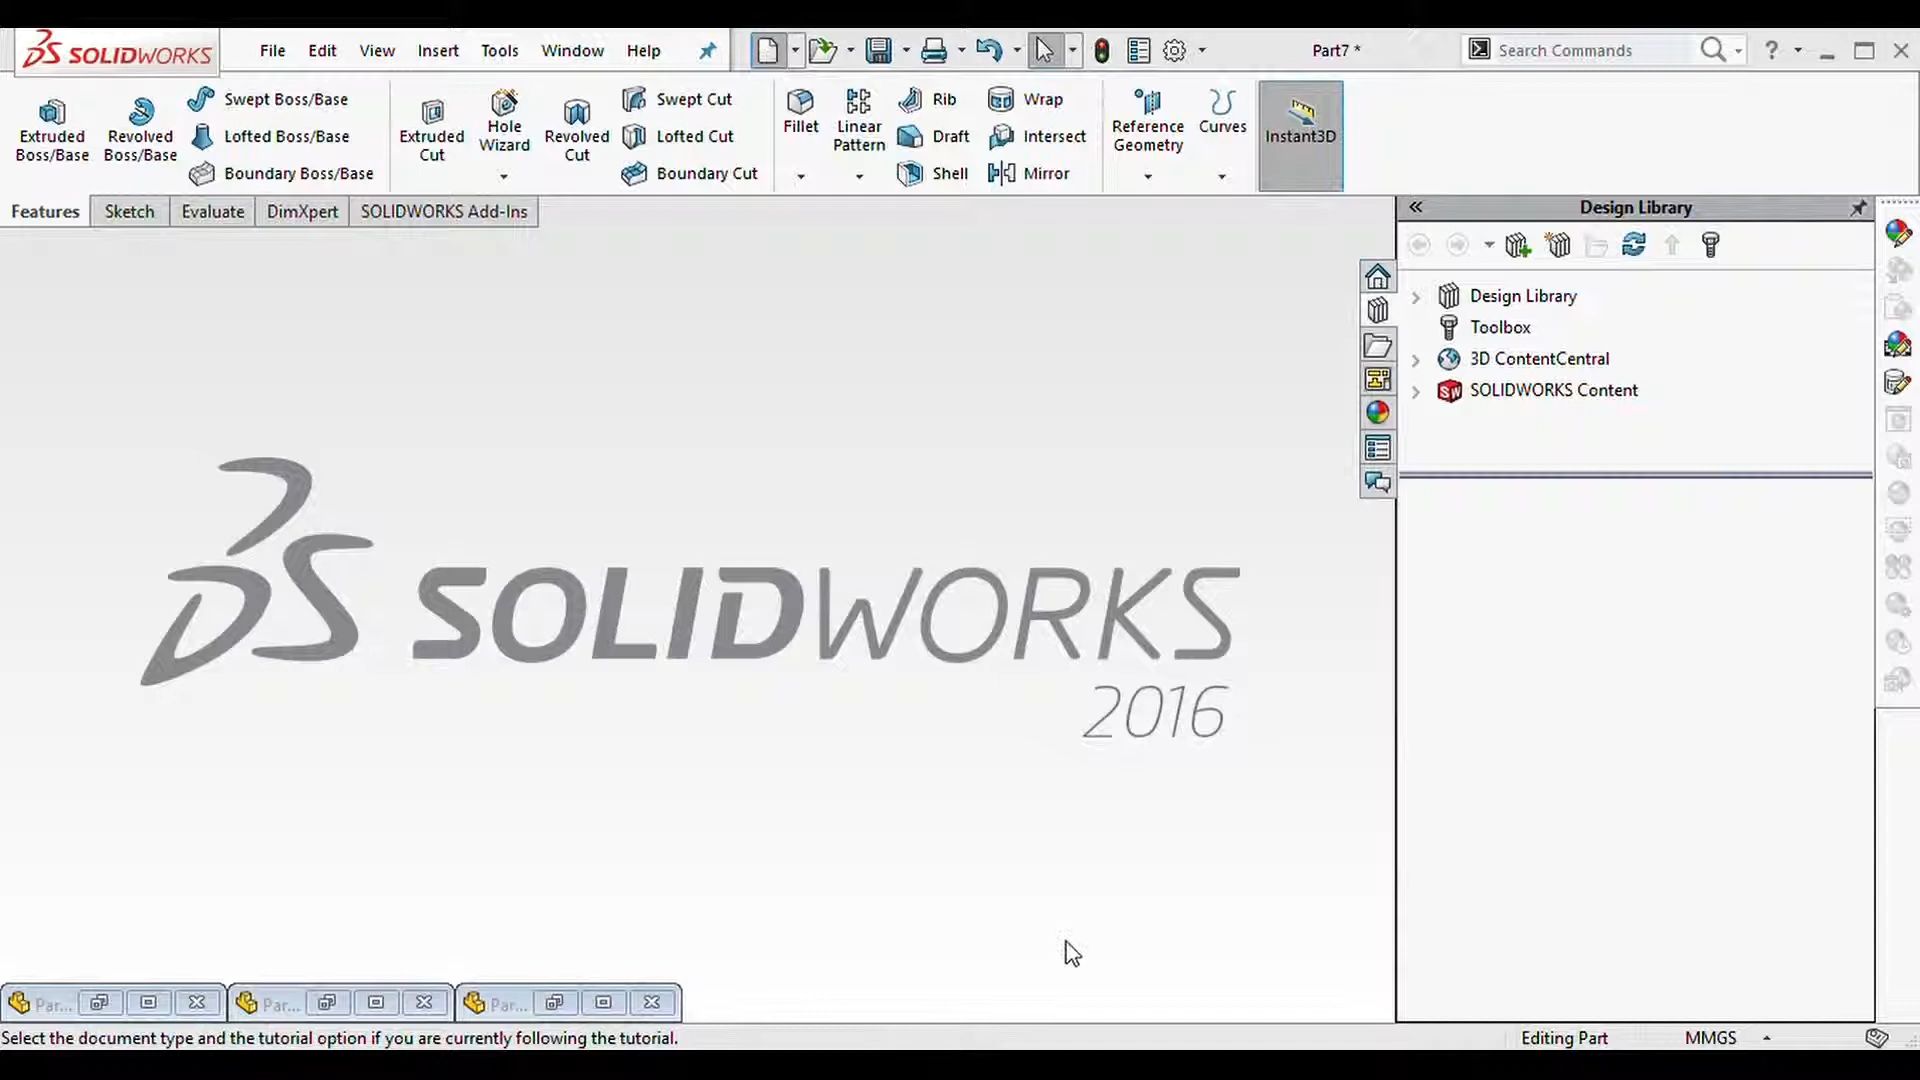 SOLIDWORKS File Edit View Insert Tools Window Help Part7 * Search Commands ?
Extruded Boss/Base
Revolved Boss/Base
Swept Boss/Base
Lofted Boss/Base
Boundary Boss/Base
Extruded Cut
Hole Wizard
Revolved Cut
Swept Cut
Lofted Cut
Boundary Cut
Fillet
Linear Pattern
Rib
Draft
Shell
Wrap
Intersect
Mirror
Reference Geometry
Curves
Instant3D
Features Sketch Evaluate DimXpert SOLIDWORKS Add-Ins
Design Library
Design Library
Toolbox
3D ContentCentral
SOLIDWORKS Content
SOLIDWORKS
2016
Par... Par... Par...
Select the document type and the tutorial option if you are currently following the tutorial. Editing Part MMGS